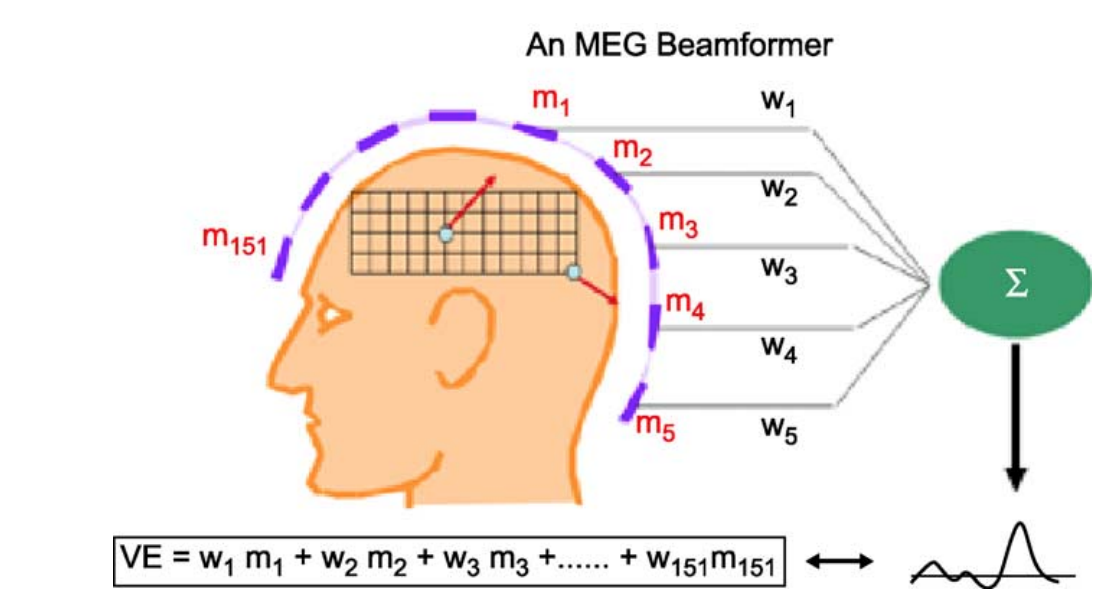 An MEG Beamformer
m₁ w₁
m₂
w₂
m₃
m₁₅₁
w₃
Σ
m₄
w₄
m₅ w₅
VE = w₁ m₁ + w₂ m₂ + w₃ m₃ +...... + w₁₅₁m₁₅₁